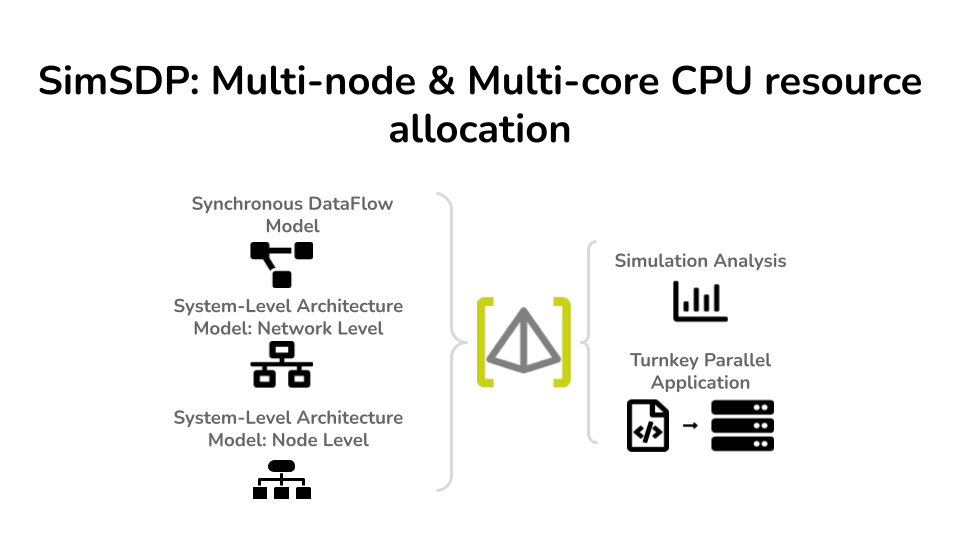 SimSDP: Multi-node & Multi-core CPU resource
allocation
Synchronous DataFlow
Model
System-Level Architecture
Model: Network Level
System-Level Architecture
Model: Node Level
Simulation Analysis
Turnkey Parallel
Application